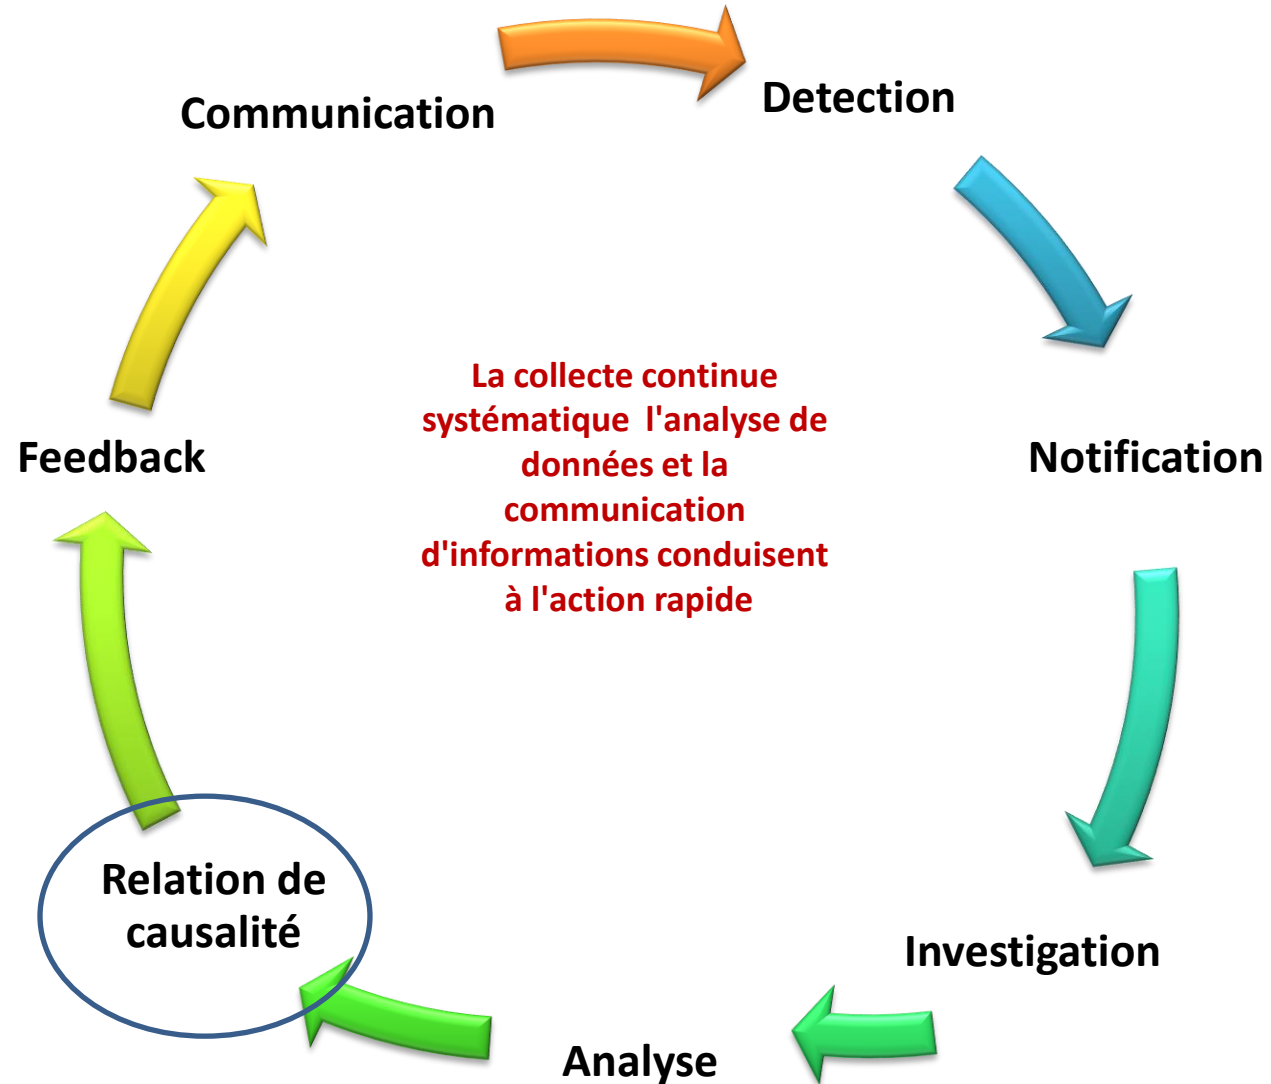 Communication
Detection
La collecte continue
systématique l'analyse de
données et la
communication
d'informations conduisent
à l'action rapide
Feedback
Notification
Relation de
causalité
Investigation
Analyse